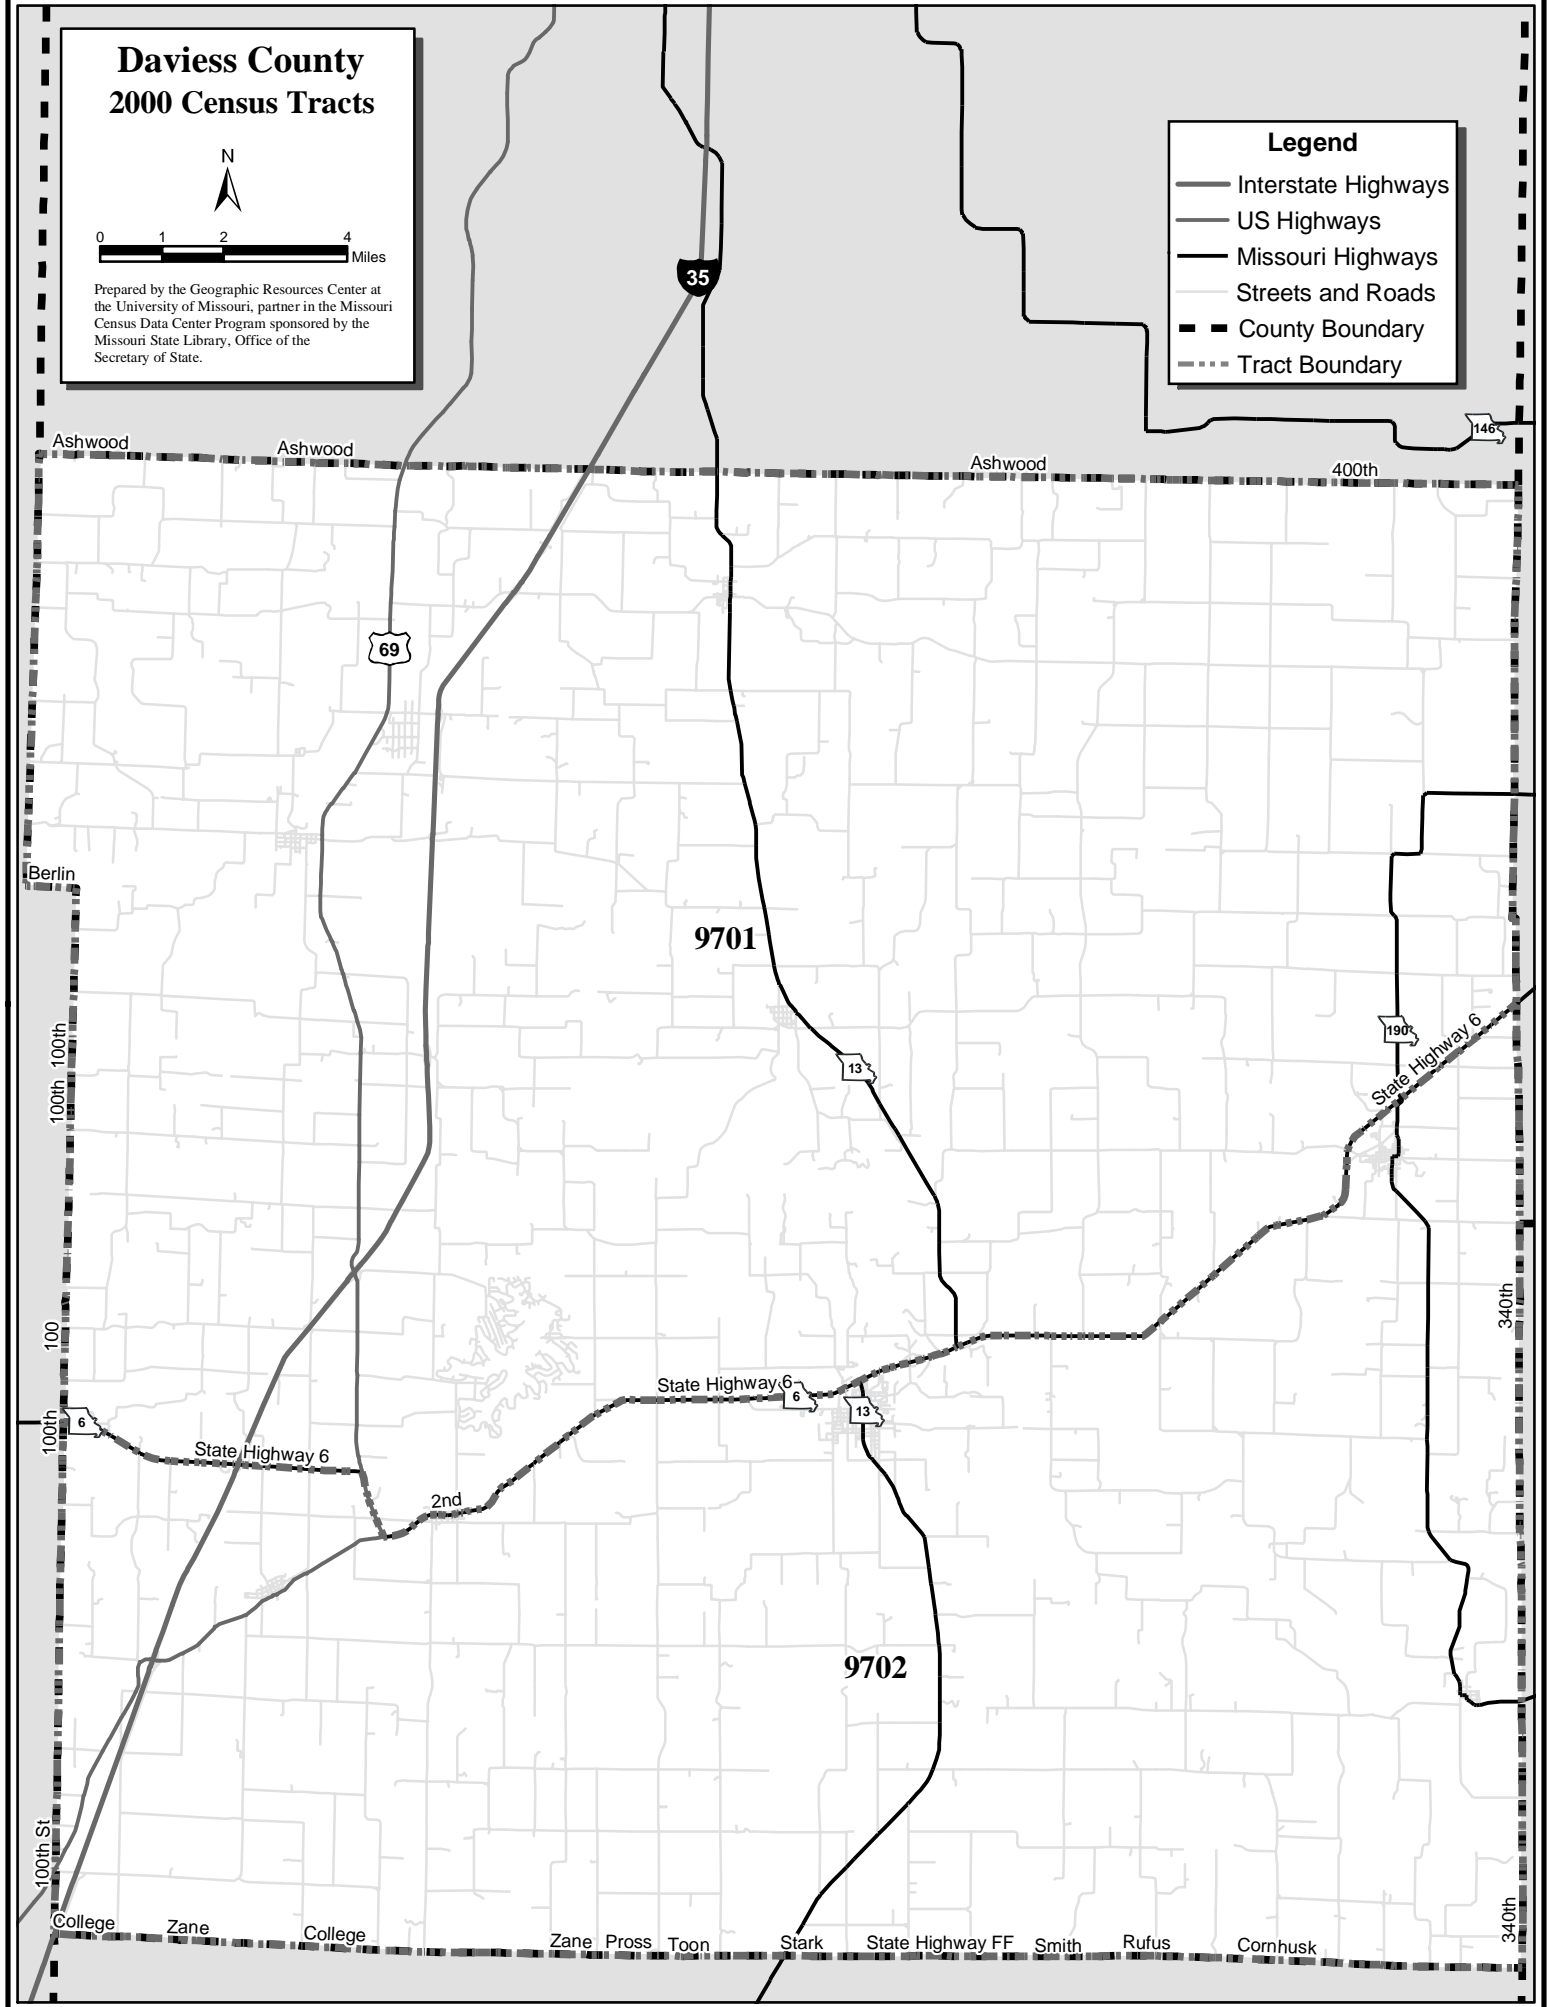 Daviess County
2000 Census Tracts
N
0 1 2 4
Miles
Prepared by the Geographic Resources Center at
the University of Missouri, partner in the Missouri
Census Data Center Program sponsored by the
Missouri State Library, Office of the
Secretary of State.
Legend
Interstate Highways
US Highways
Missouri Highways
Streets and Roads
County Boundary
Tract Boundary
35
146
Ashwood
Ashwood
Ashwood
400th
69
Berlin
9701
100th
100th
13
190
State Highway 6
100
340th
State Highway 6
6
13
100th
6
State Highway 6
2nd
9702
100th St
340th
College
Zane
College
Zane
Pross
Toon
Stark
State Highway FF
Smith
Rufus
Cornhusk